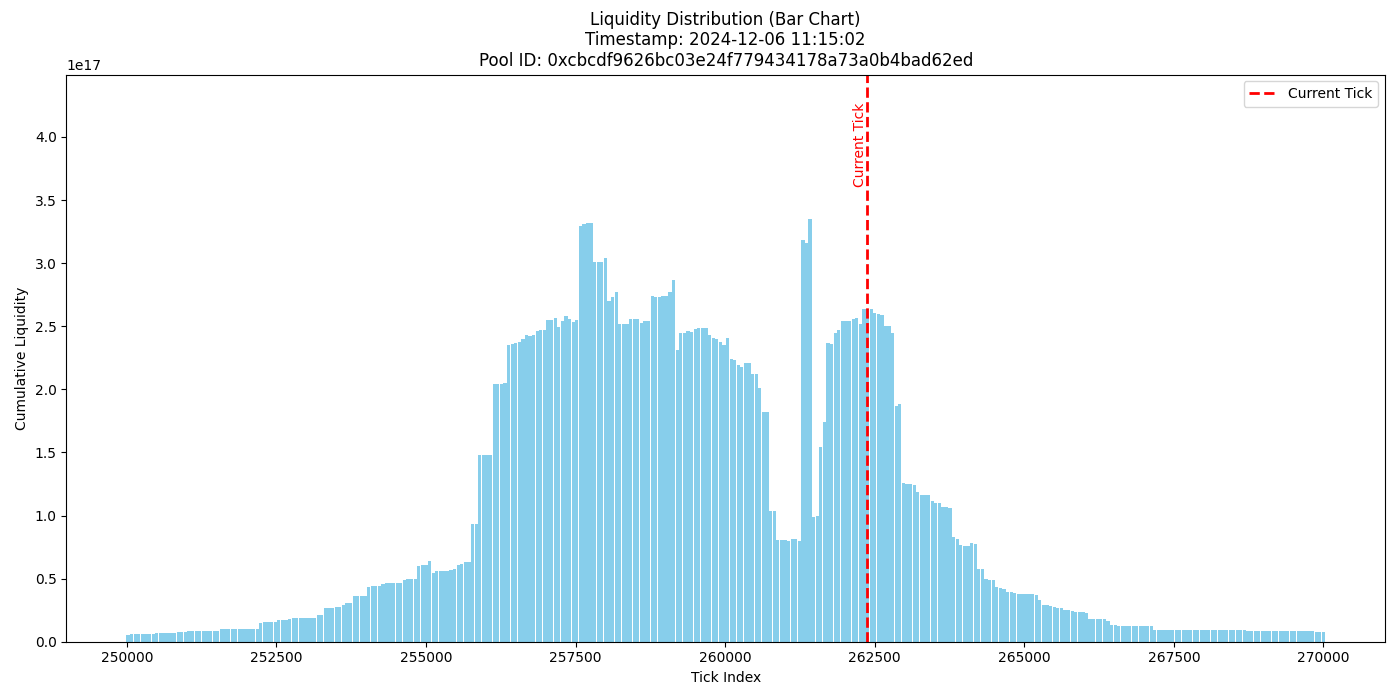 Liquidity Distribution (Bar Chart)
Timestamp: 2024-12-06 11:15:02
Pool ID: 0xcbcdf9626bc03e24f779434178a73a0b4bad62ed
1e17
Current Tick
Current Tick
4.0
3.5
3.0
2.5
2.0
1.5
1.0
0.5
0.0
Cumulative Liquidity
250000 252500 255000 257500 260000 262500 265000 267500 270000
Tick Index